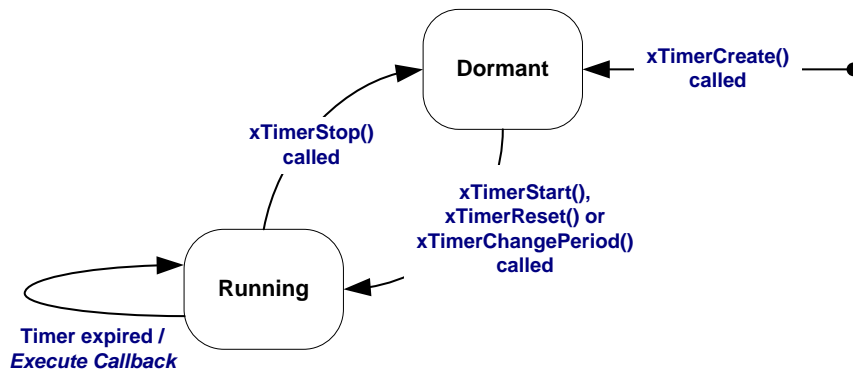 Dormant
xTimerCreate()
called
xTimerStop()
called
xTimerStart(),
xTimerReset() or
xTimerChangePeriod()
called
Running
Timer expired /
Execute Callback